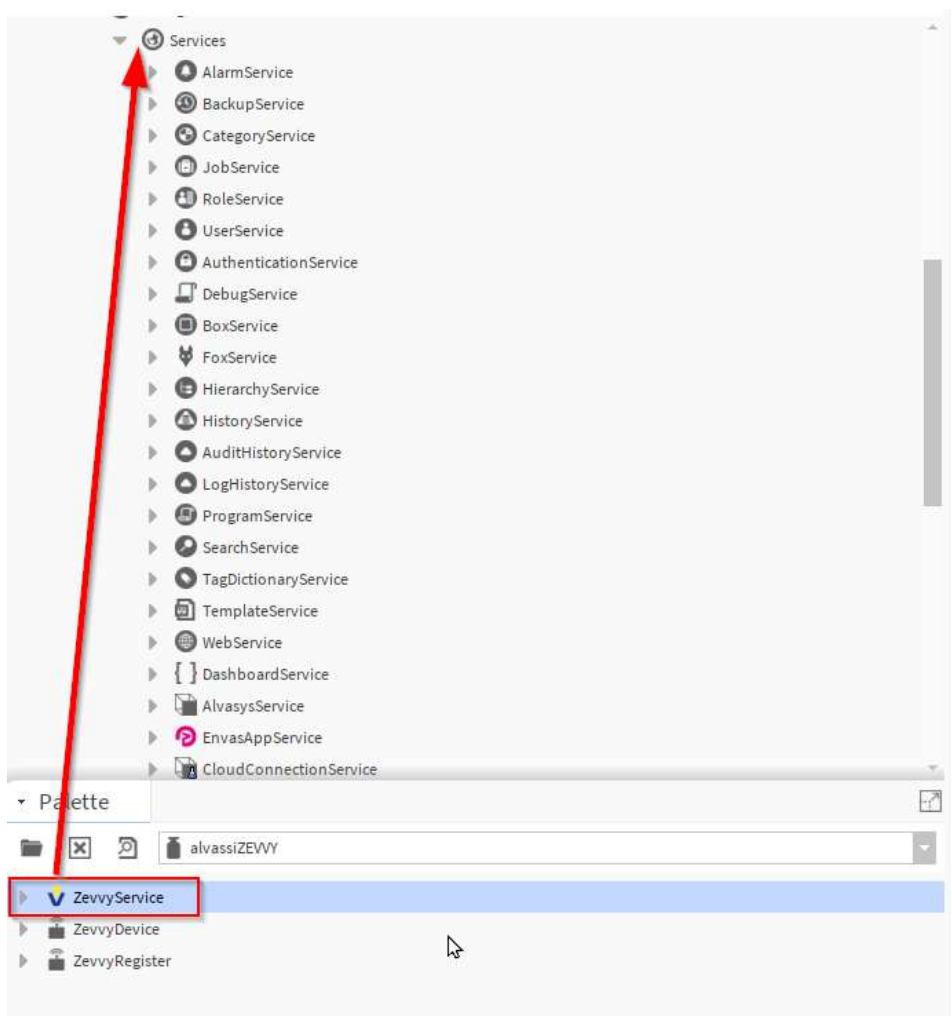 Services
AlarmService
BackupService
CategoryService
JobService
RoleService
UserService
AuthenticationService
DebugService
BoxService
FoxService
HierarchyService
HistoryService
AuditHistoryService
LogHistoryService
ProgramService
SearchService
TagDictionaryService
TemplateService
WebService
DashboardService
AlvasysService
EnvasAppService
CloudConnectionService
Palette
alvassiZEVVY
ZevvyService
ZevvyDevice
ZevvyRegister